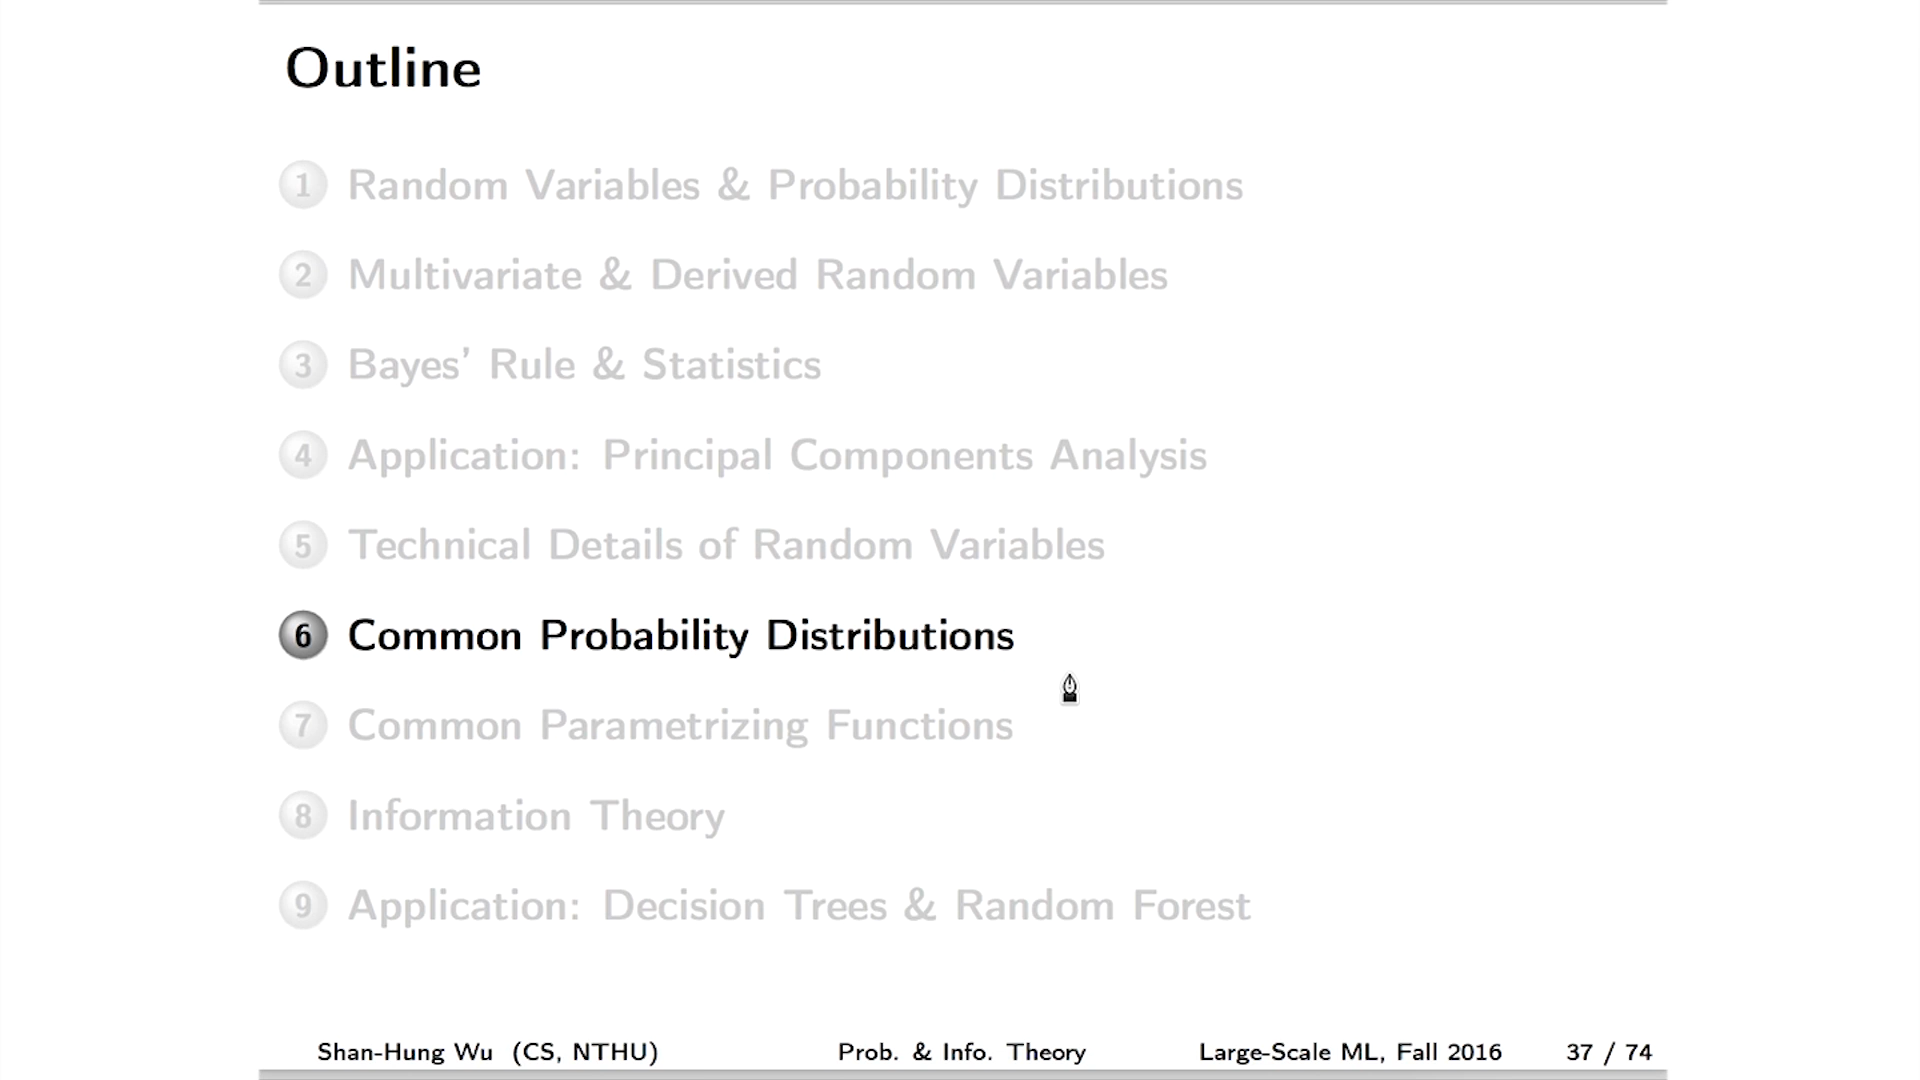 Outline
1 Random Variables & Probability Distributions
2 Multivariate & Derived Random Variables
3 Bayes’ Rule & Statistics
4 Application: Principal Components Analysis
5 Technical Details of Random Variables
6 Common Probability Distributions
7 Common Parametrizing Functions
8 Information Theory
9 Application: Decision Trees & Random Forest
Shan-Hung Wu (CS, NTHU) Prob. & Info. Theory Large-Scale ML, Fall 2016 37 / 74